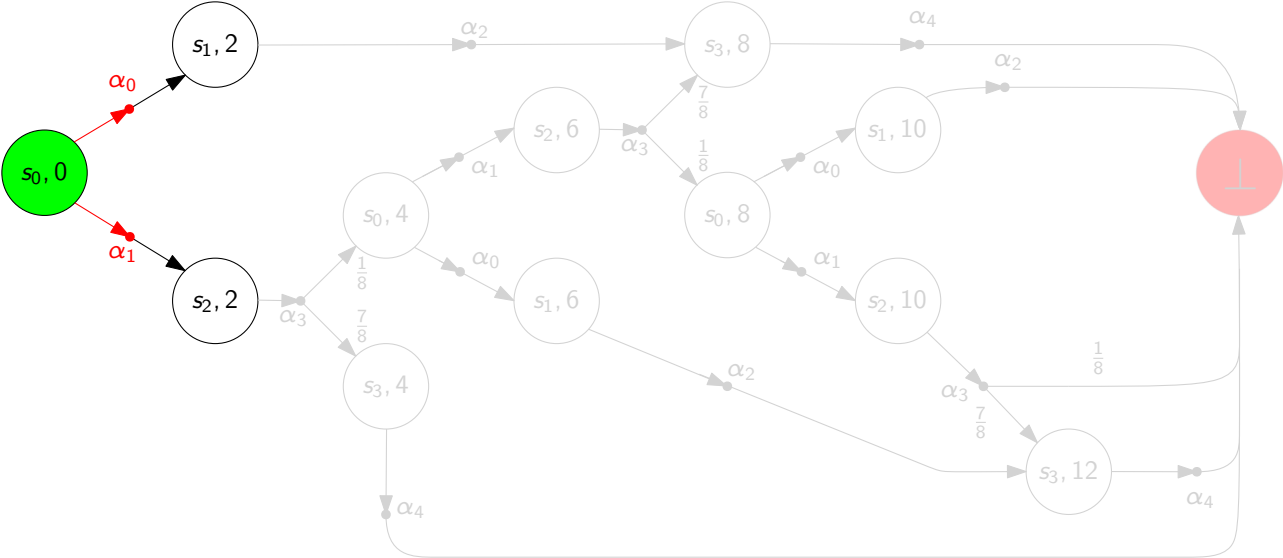 s₁, 2
α₂
s₃, 8
α₄
α₂
α₀
7/8
s₂, 6
α₃
s₁, 10
s₀, 0
α₁
1/8
α₀
⊥
s₀, 4
s₀, 8
α₁
α₀
α₁
1/8
s₂, 2
α₃
7/8
s₁, 6
s₂, 10
α₂
1/8
s₃, 4
α₃
7/8
s₃, 12
α₄
α₄